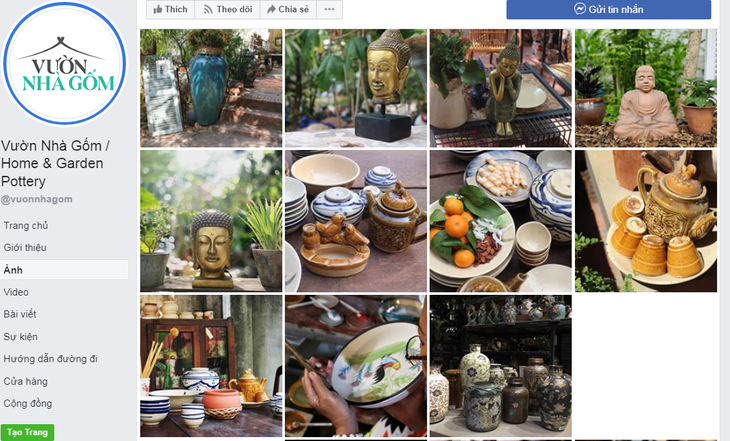 Thích
Theo dõi
Chia sẻ
Gửi tin nhắn
VƯỜN
NHÀ GỐM
Vườn Nhà Gốm /
Home & Garden
Pottery
@vuonnhagom
Trang chủ
Giới thiệu
Ảnh
Video
Bài viết
Sự kiện
Hướng dẫn đường đi
Cửa hàng
Cộng đồng
Tạo Trang